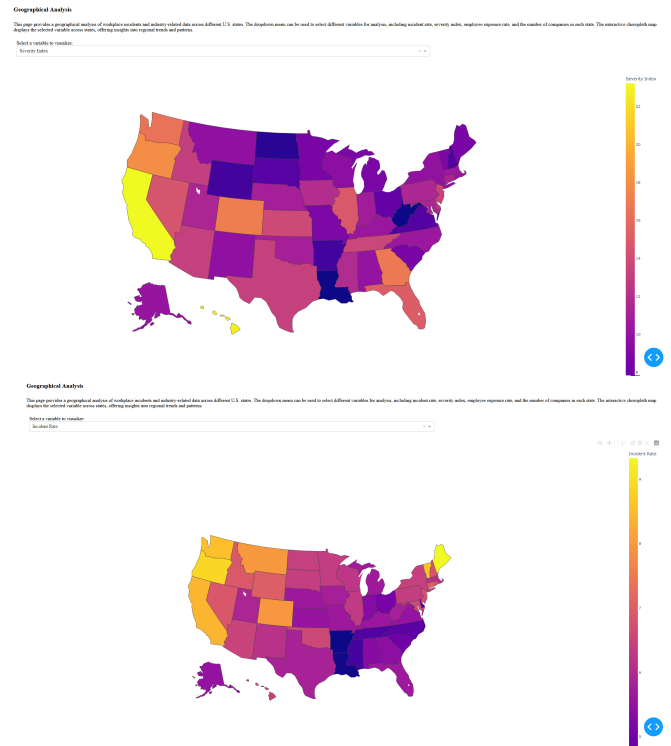 Geographical Analysis
This page provides a geographical analysis of workplace incidents and industry-related data across different U.S. states. The dropdown menu can be used to select different variables for analysis, including incident rate, severity index, employee exposure rate, and the number of companies in each state. The interactive choropleth map
displays the selected variable across states, offering insights into regional trends and patterns.
Select a variable to visualize:
Severity Index
Severity Index
22
20
18
16
14
12
10
8
Geographical Analysis
This page provides a geographical analysis of workplace incidents and industry-related data across different U.S. states. The dropdown menu can be used to select different variables for analysis, including incident rate, severity index, employee exposure rate, and the number of companies in each state. The interactive choropleth map
displays the selected variable across states, offering insights into regional trends and patterns.
Select a variable to visualize:
Incident Rate
Incident Rate
9
8
7
6
5